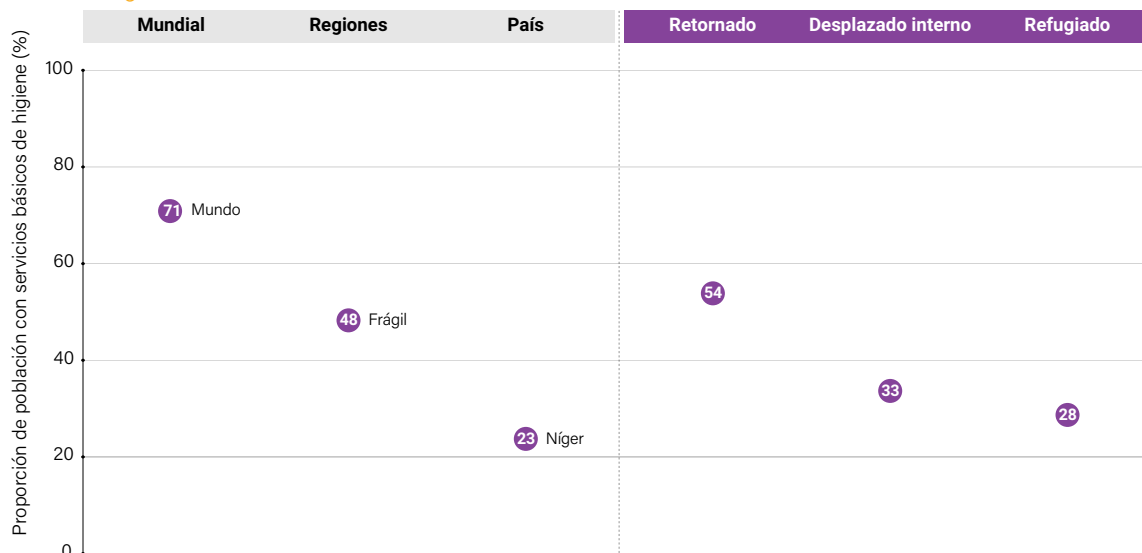 Mundial Regiones País Retornado Desplazado interno Refugiado
Proporción de población con servicios básicos de higiene (%)
100
80
60
40
20
0
71 Mundo
48 Frágil
23 Níger
54
33
28